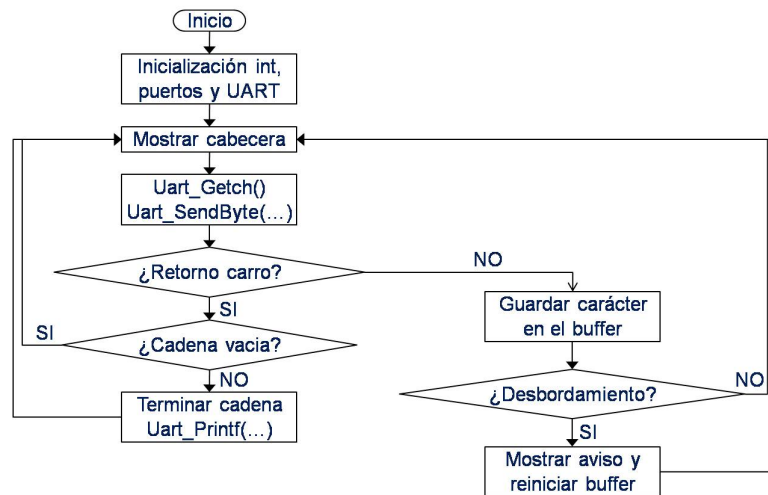 Inicio
Inicialización int,
puertos y UART
Mostrar cabecera
Uart_Getch()
Uart_SendByte(...)
¿Retorno carro?
NO
SI
Guardar carácter
en el buffer
SI
¿Cadena vacia?
NO
¿Desbordamiento?
NO
Terminar cadena
Uart_Printf(...)
SI
Mostrar aviso y
reiniciar buffer